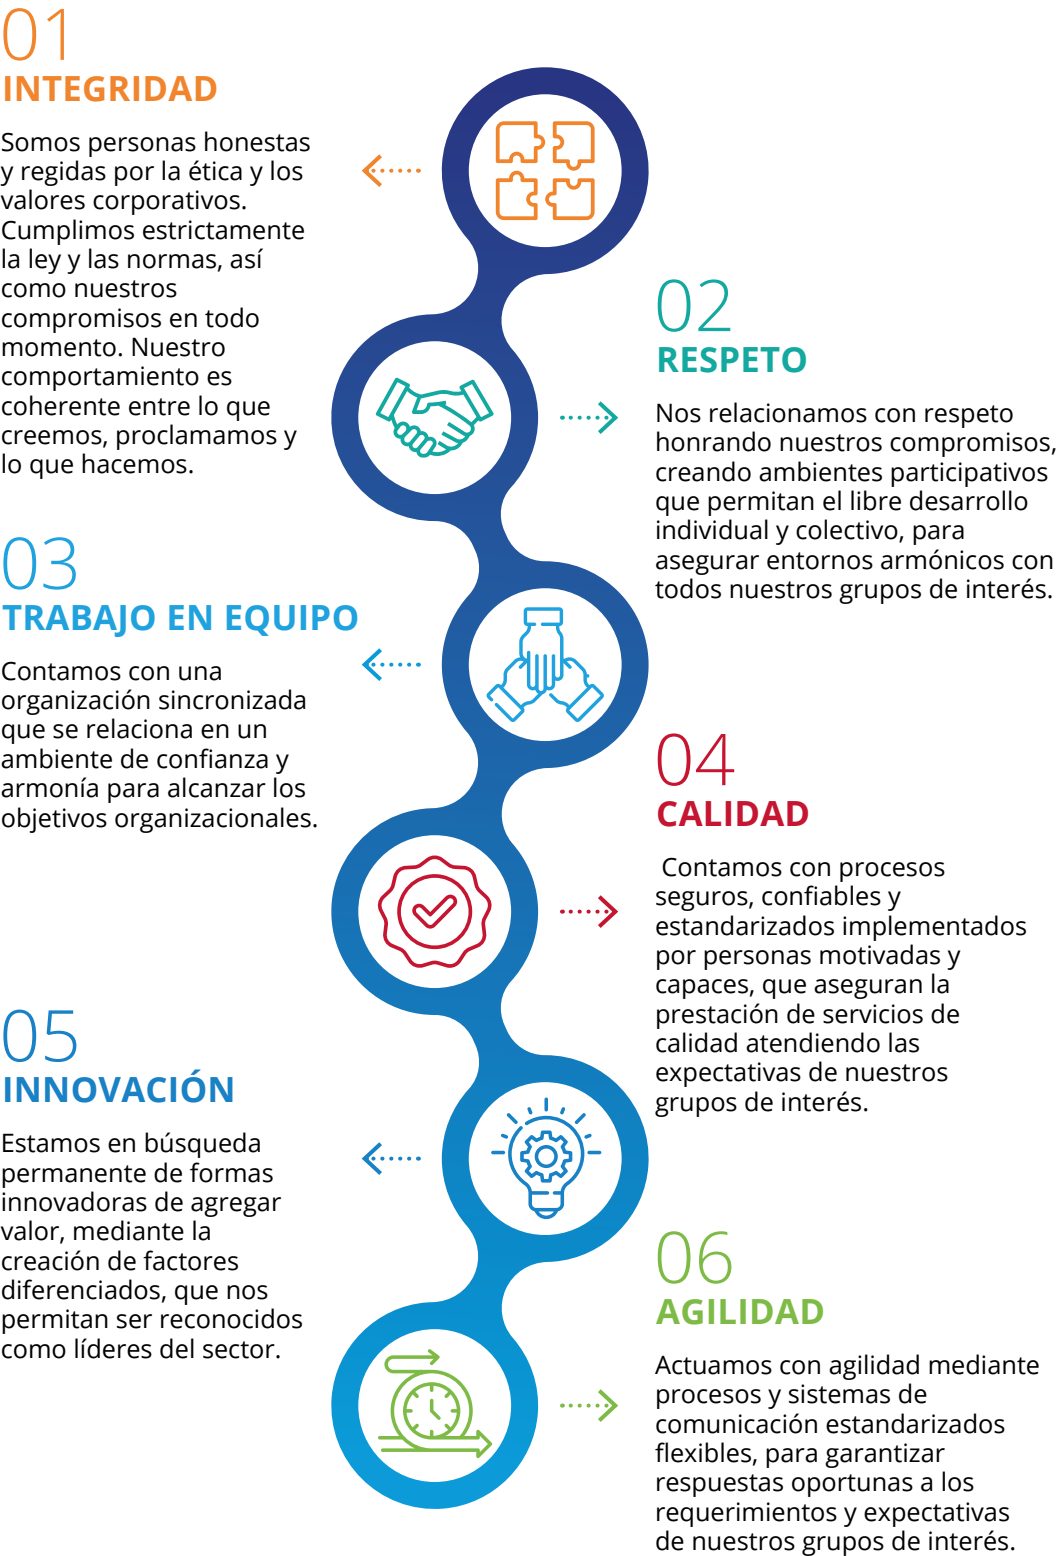 01
INTEGRIDAD
Somos personas honestas
y regidas por la ética y los
valores corporativos.
Cumplimos estrictamente
la ley y las normas, así
como nuestros
compromisos en todo
momento. Nuestro
comportamiento es
coherente entre lo que
creemos, proclamamos y
lo que hacemos.
02
RESPETO
Nos relacionamos con respeto
honrando nuestros compromisos,
creando ambientes participativos
que permitan el libre desarrollo
individual y colectivo, para
asegurar entornos armónicos con
todos nuestros grupos de interés.
03
TRABAJO EN EQUIPO
Contamos con una
organización sincronizada
que se relaciona en un
ambiente de confianza y
armonía para alcanzar los
objetivos organizacionales.
04
CALIDAD
Contamos con procesos
seguros, confiables y
estandarizados implementados
por personas motivadas y
capaces, que aseguran la
prestación de servicios de
calidad atendiendo las
expectativas de nuestros
grupos de interés.
05
INNOVACIÓN
Estamos en búsqueda
permanente de formas
innovadoras de agregar
valor, mediante la
creación de factores
diferenciados, que nos
permitan ser reconocidos
como líderes del sector.
06
AGILIDAD
Actuamos con agilidad mediante
procesos y sistemas de
comunicación estandarizados
flexibles, para garantizar
respuestas oportunas a los
requerimientos y expectativas
de nuestros grupos de interés.